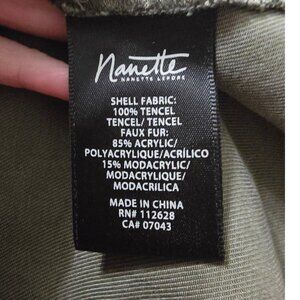 Nanette
NANETTE LEPORE
SHELL FABRIC:
100% TENCEL
TENCEL/ TENCEL
FAUX FUR:
85% ACRYLIC/
POLYACRYLIQUE/ACRÍLICO
15% MODACRYLIC/
MODACRYLIQUE/
MODACRILICA
MADE IN CHINA
RN# 112628
CA# 07043